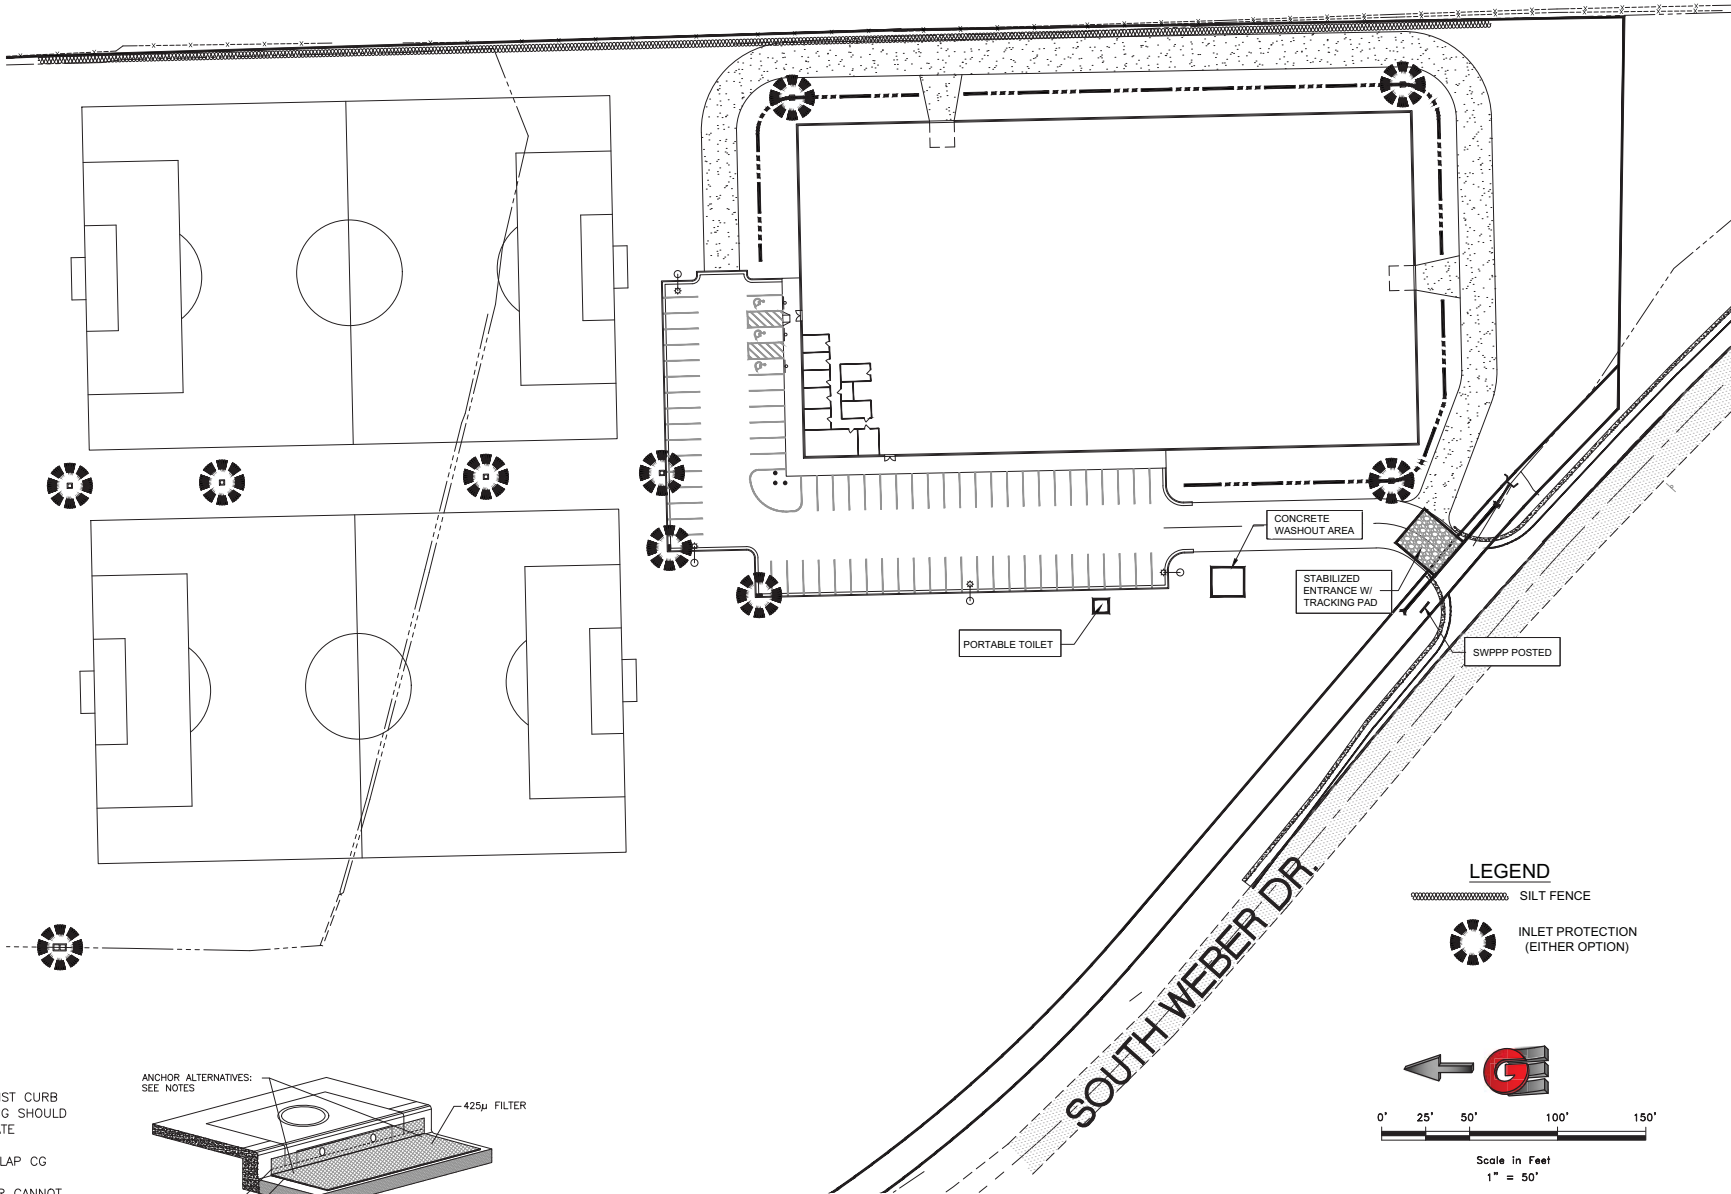 CONCRETE
WASHOUT AREA
STABILIZED
ENTRANCE W/
TRACKING PAD
PORTABLE TOILET
SWPPP POSTED
SOUTH WEBER DR.
LEGEND
SILT FENCE
INLET PROTECTION
(EITHER OPTION)
G
0' 25' 50' 100' 150'
Scale in Feet
1" = 50'
ANCHOR ALTERNATIVES:
SEE NOTES
425µ FILTER
CURB
G SHOULD
LAP CG
CANNOT